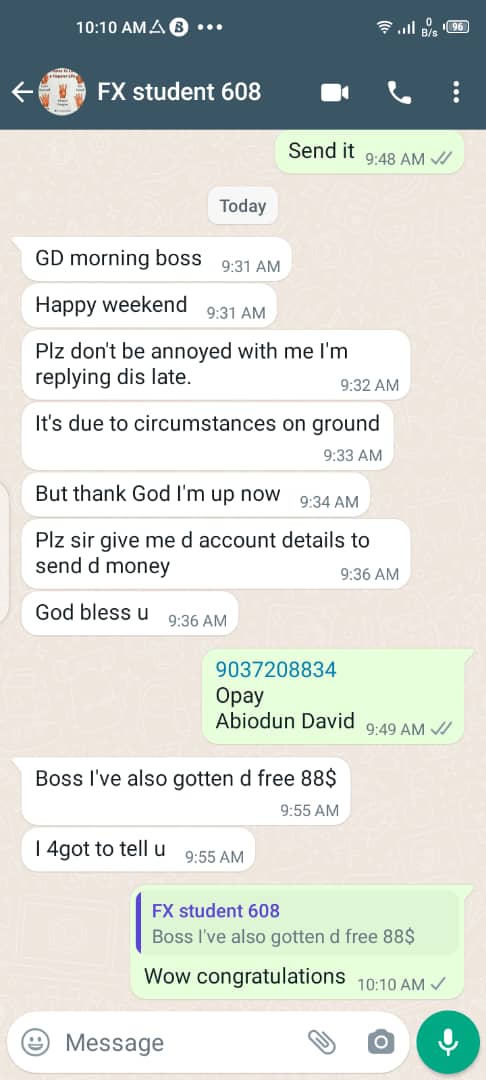 10:10 AM
0
B/s
96
FX student 608
Send it 9:48 AM
Today
GD morning boss 9:31 AM
Happy weekend 9:31 AM
Plz don't be annoyed with me I'm
replying dis late. 9:32 AM
It's due to circumstances on ground
9:33 AM
But thank God I'm up now 9:34 AM
Plz sir give me d account details to
send d money 9:36 AM
God bless u 9:36 AM
9037208834
Opay
Abiodun David 9:49 AM
Boss I've also gotten d free 88$
9:55 AM
I 4got to tell u 9:55 AM
FX student 608
Boss I've also gotten d free 88$
Wow congratulations 10:10 AM
Message